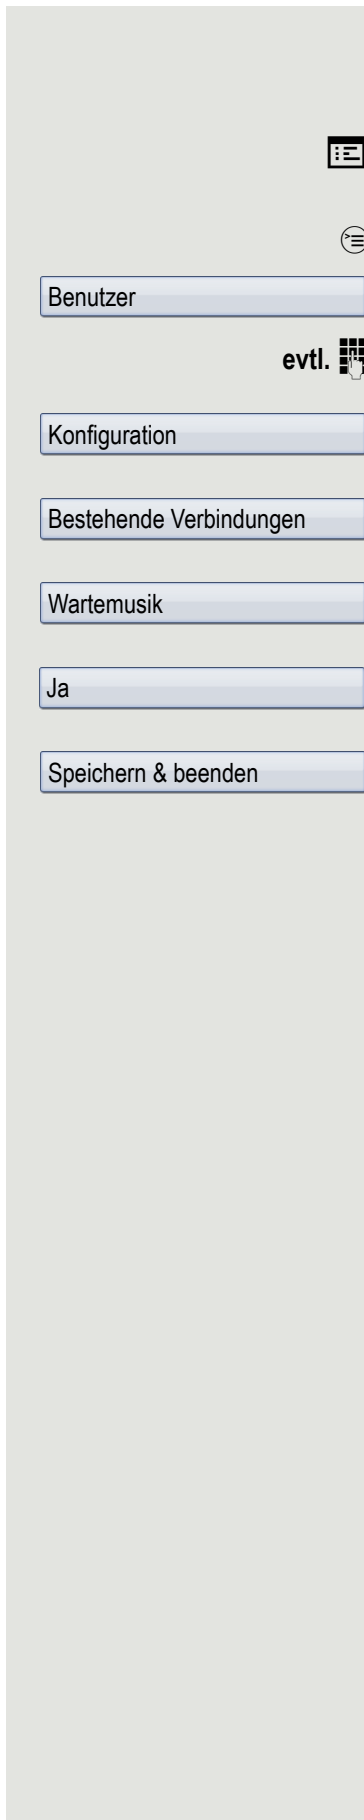 Benutzer
evtl.
Konfiguration
Bestehende Verbindungen
Wartemusik
Ja
Speichern & beenden